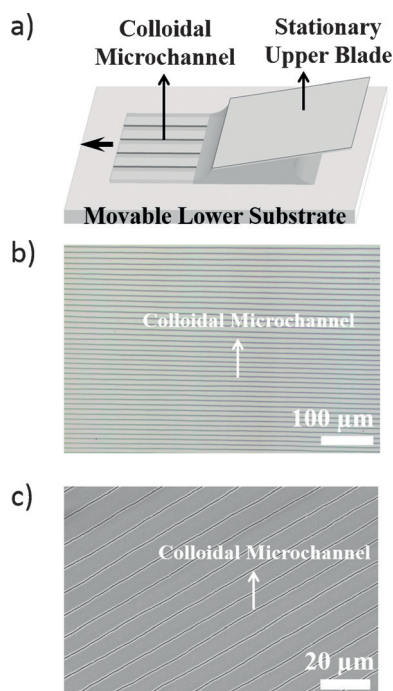 a)
Colloidal
Microchannel
Stationary
Upper Blade
Movable Lower Substrate
b)
Colloidal Microchannel
100 μm
c)
Colloidal Microchannel
20 μm